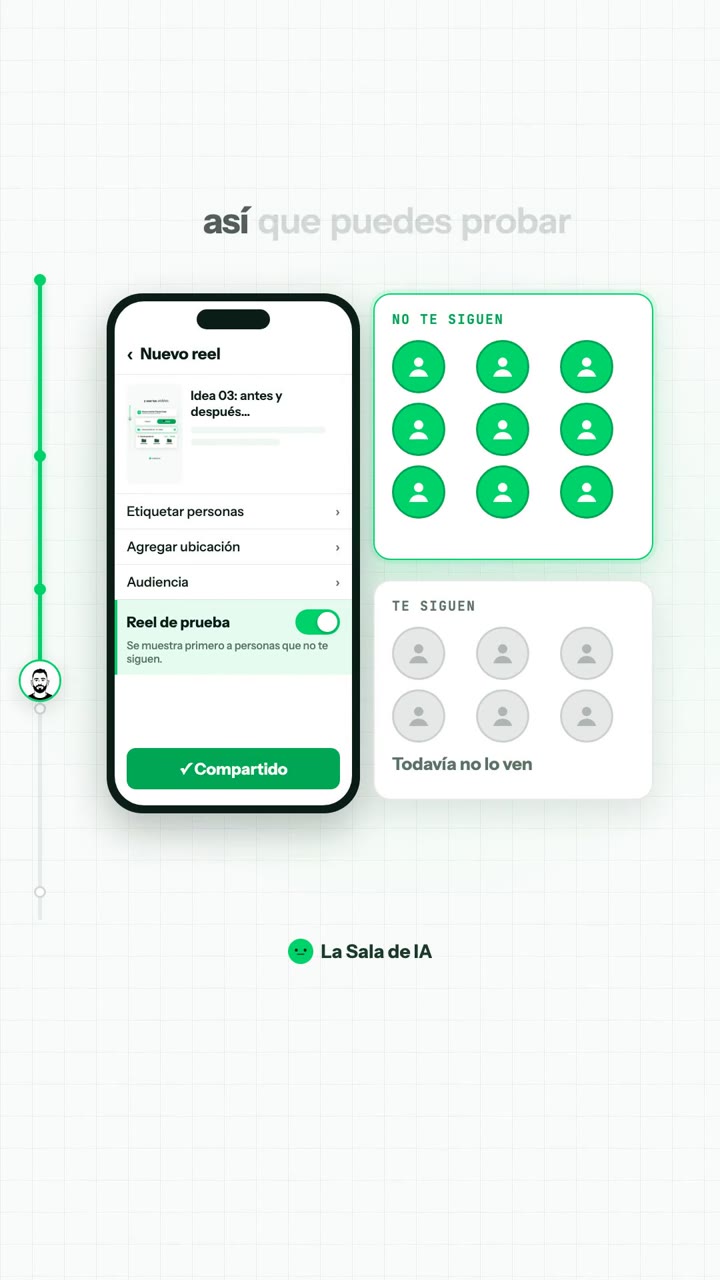 así que puedes probar
‹ Nuevo reel
Idea 03: antes y
después...
Etiquetar personas ›
Agregar ubicación ›
Audiencia ›
Reel de prueba
Se muestra primero a personas que no te
siguen.
✓ Compartido
NO TE SIGUEN
TE SIGUEN
Todavía no lo ven
La Sala de IA